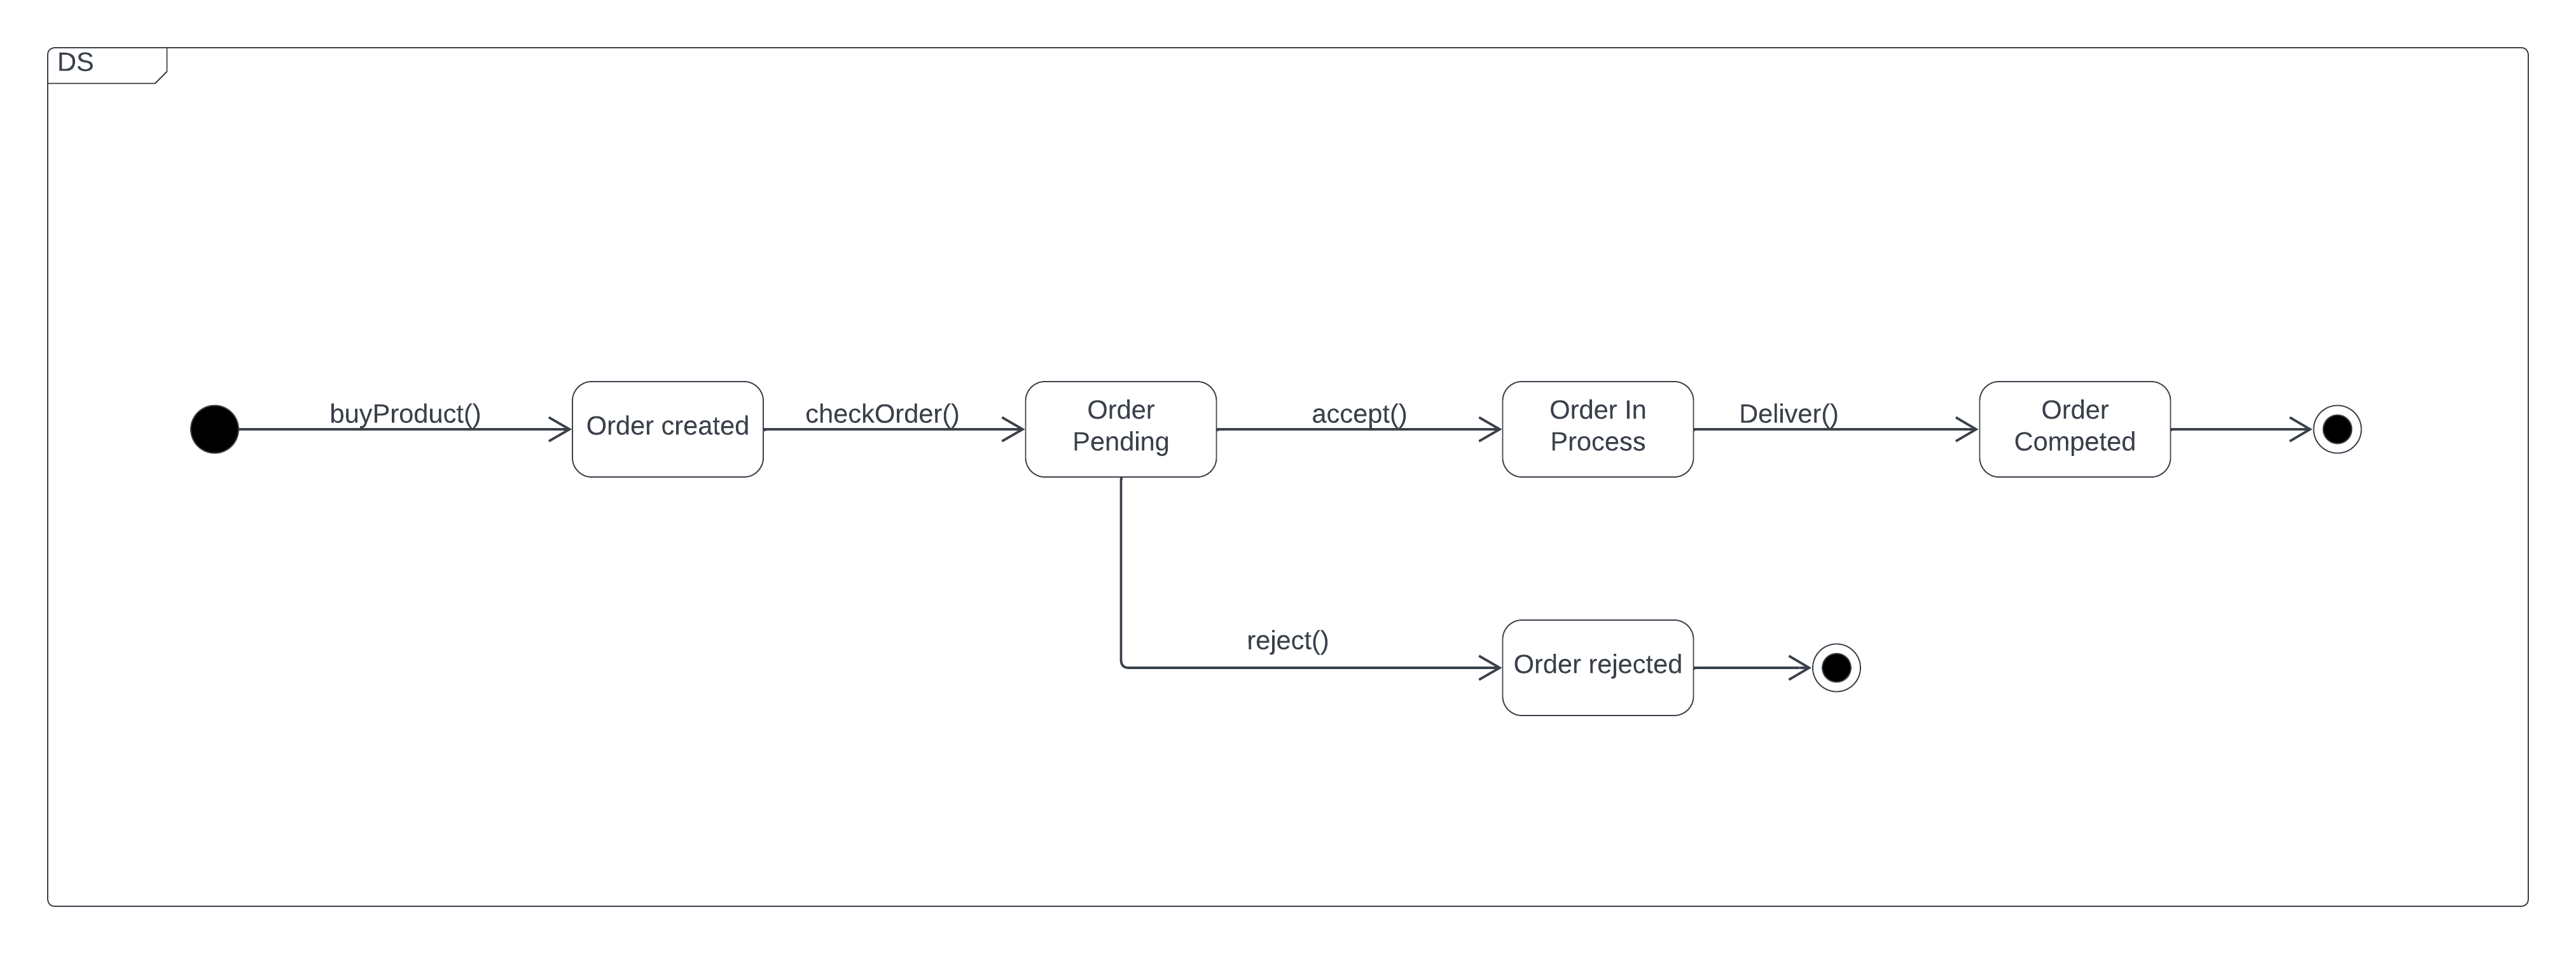 DS
buyProduct()
Order created
checkOrder()
Order
Pending
accept()
Order In
Process
Deliver()
Order
Competed
reject()
Order rejected